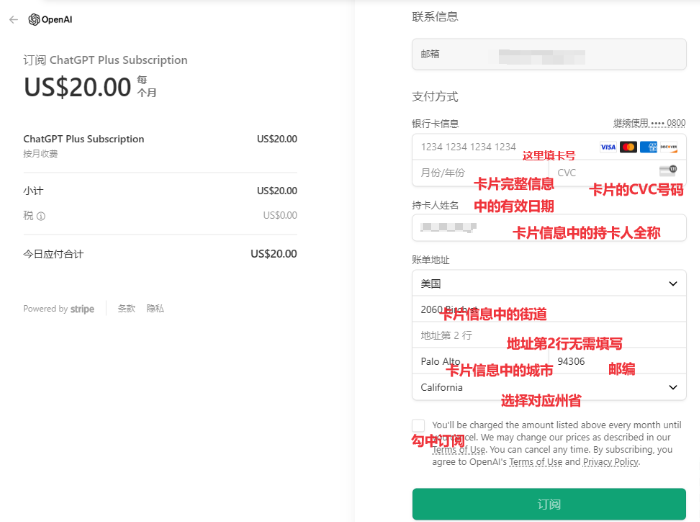 OpenAI
订阅 ChatGPT Plus Subscription
US$20.00 每
个月
ChatGPT Plus Subscription US$20.00
按月收费
小计 US$20.00
税 US$0.00
今日应付合计 US$20.00
Powered by stripe 条款 隐私
联系信息
邮箱
支付方式
银行卡信息 继续使用 •••• 0800
1234 1234 1234 1234 VISA
这里填卡号
月份/年份 CVC
卡片完整信息
中的有效日期
卡片的CVC号码
持卡人姓名
卡片信息中的持卡人全称
账单地址
美国
2060
卡片信息中的街道
地址第 2 行
地址第2行无需填写
Palo Alto 94306
卡片信息中的城市 邮编
California
选择对应州省
You'll be charged the amount listed above every month until
cancel. We may change our prices as described in our
勾中订阅
Terms of Use. You can cancel any time. By subscribing, you
agree to OpenAI's Terms of Use and Privacy Policy.
订阅